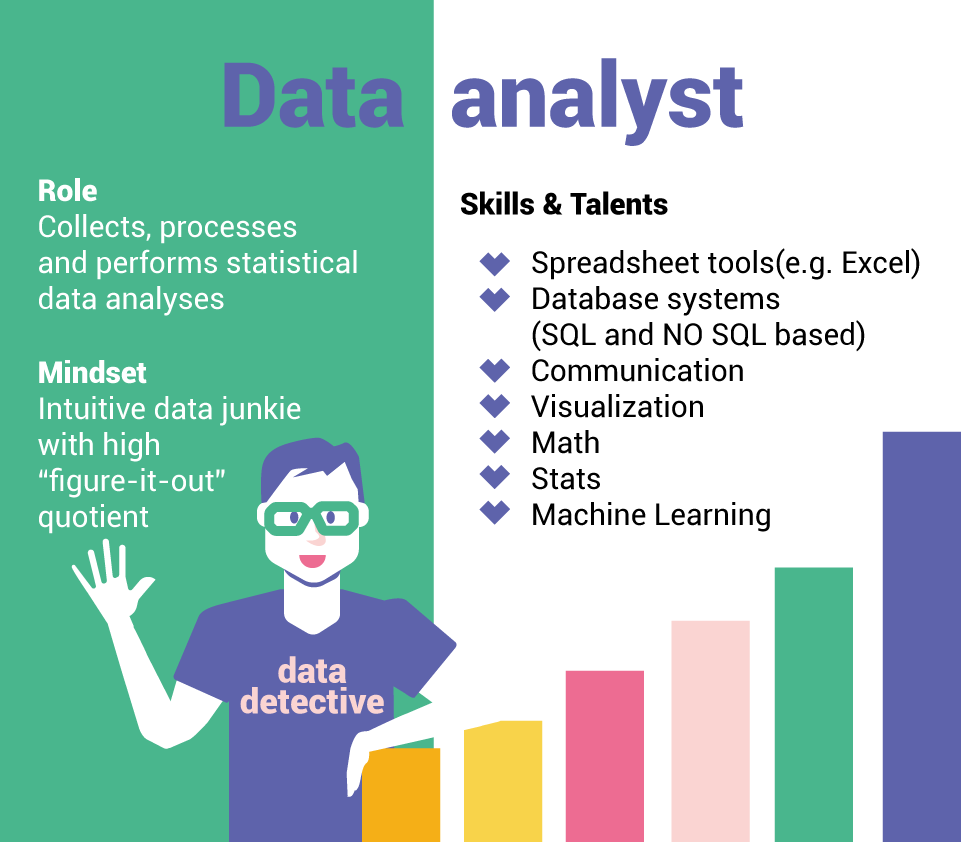 Data analyst
Role
Collects, processes
and performs statistical
data analyses
Mindset
Intuitive data junkie
with high
“figure-it-out”
quotient
Skills & Talents
Spreadsheet tools(e.g. Excel)
Database systems
(SQL and NO SQL based)
Communication
Visualization
Math
Stats
Machine Learning
data
detective